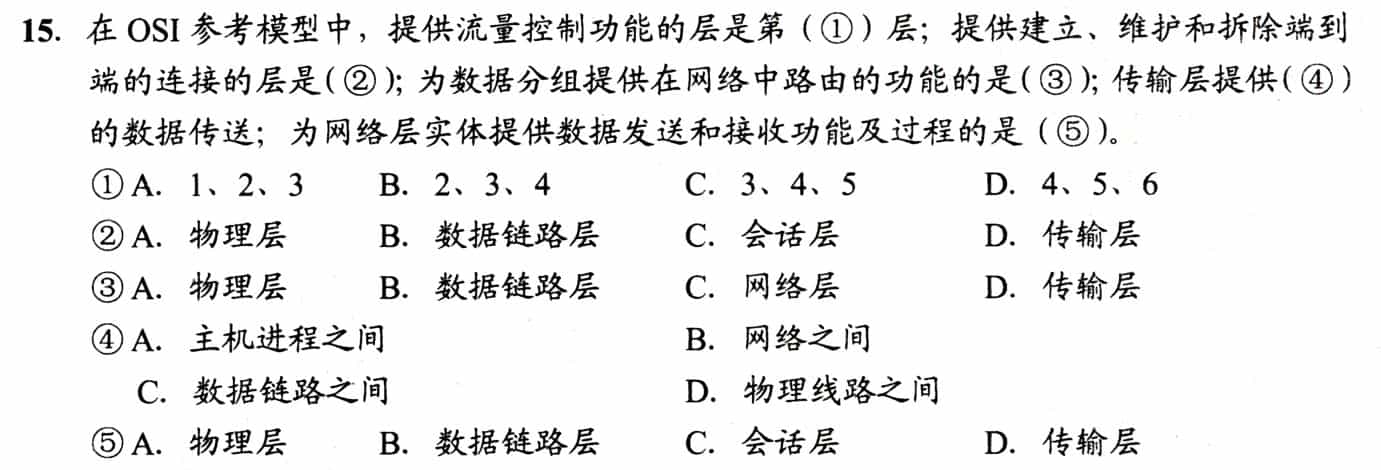 15. 在 OSI 参考模型中，提供流量控制功能的层是第（①）层；提供建立、维护和拆除端到
端的连接的层是(②)；为数据分组提供在网络中路由的功能的是(③)；传输层提供(④)
的数据传送；为网络层实体提供数据发送和接收功能及过程的是（⑤）。
① A. 1、2、3 B. 2、3、4 C. 3、4、5 D. 4、5、6
② A. 物理层 B. 数据链路层 C. 会话层 D. 传输层
③ A. 物理层 B. 数据链路层 C. 网络层 D. 传输层
④ A. 主机进程之间 B. 网络之间
C. 数据链路之间 D. 物理线路之间
⑤ A. 物理层 B. 数据链路层 C. 会话层 D. 传输层